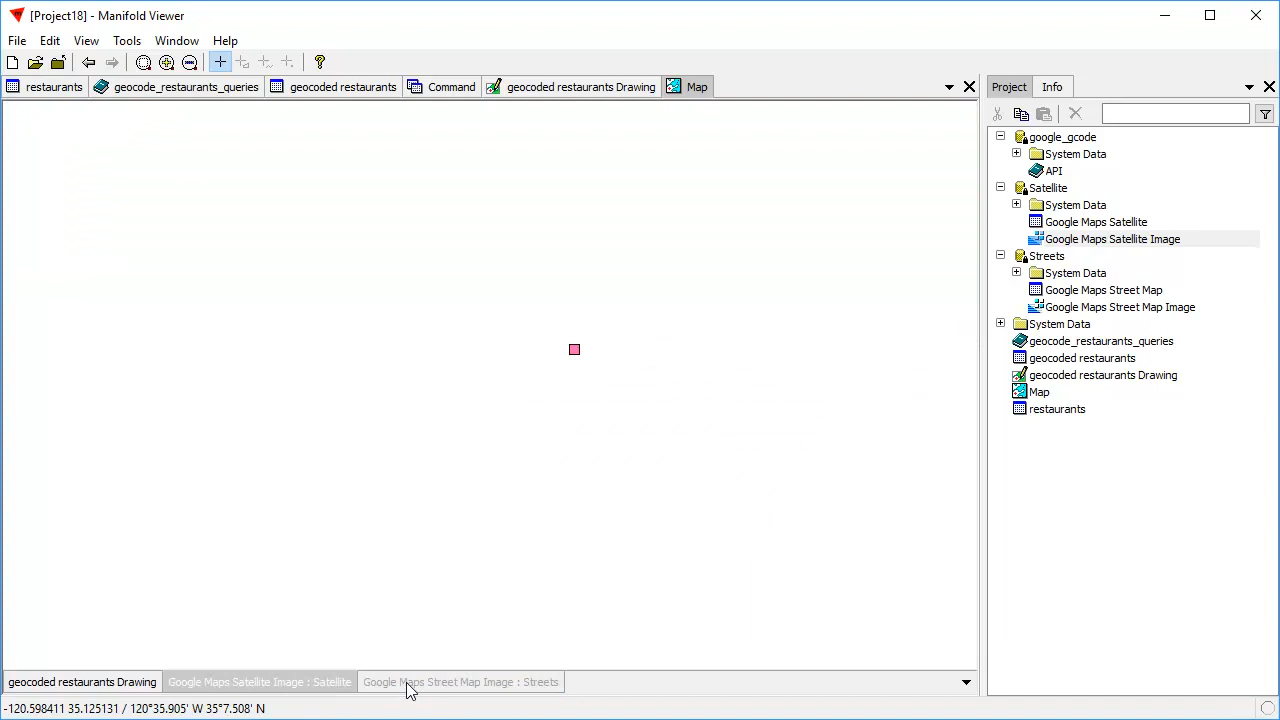 [Project18] - Manifold Viewer
File Edit View Tools Window Help
restaurants geocode_restaurants_queries geocoded restaurants Command geocoded restaurants Drawing Map
Project Info
google_gcode
System Data
API
Satellite
System Data
Google Maps Satellite
Google Maps Satellite Image
Streets
System Data
Google Maps Street Map
Google Maps Street Map Image
System Data
geocode_restaurants_queries
geocoded restaurants
geocoded restaurants Drawing
Map
restaurants
geocoded restaurants Drawing Google Maps Satellite Image : Satellite Google Maps Street Map Image : Streets
-120.598411 35.125131 / 120°35.905' W 35°7.508' N